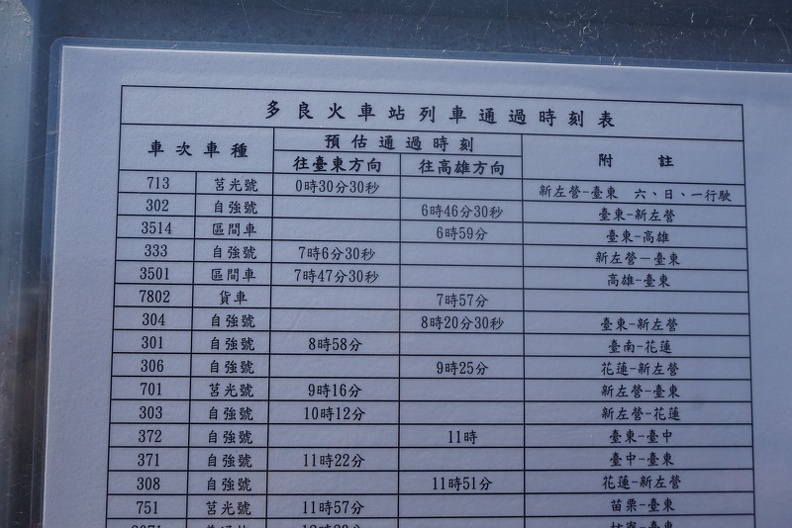 多良火車站列車通過時刻表
車次車種 預估通過時刻 附註
往臺東方向 往高雄方向
713 莒光號 0時30分30秒 新左營-臺東 六、日、一行駛
302 自強號 6時46分30秒 臺東-新左營
3514 區間車 6時59分 臺東-高雄
333 自強號 7時6分30秒 新左營-臺東
3501 區間車 7時47分30秒 高雄-臺東
7802 貨車 7時57分
304 自強號 8時20分30秒 臺東-新左營
301 自強號 8時58分 臺南-花蓮
306 自強號 9時25分 花蓮-新左營
701 莒光號 9時16分 新左營-臺東
303 自強號 10時12分 新左營-花蓮
372 自強號 11時 臺東-臺中
371 自強號 11時22分 臺中-臺東
308 自強號 11時51分 花蓮-新左營
751 莒光號 11時57分 苗栗-臺東